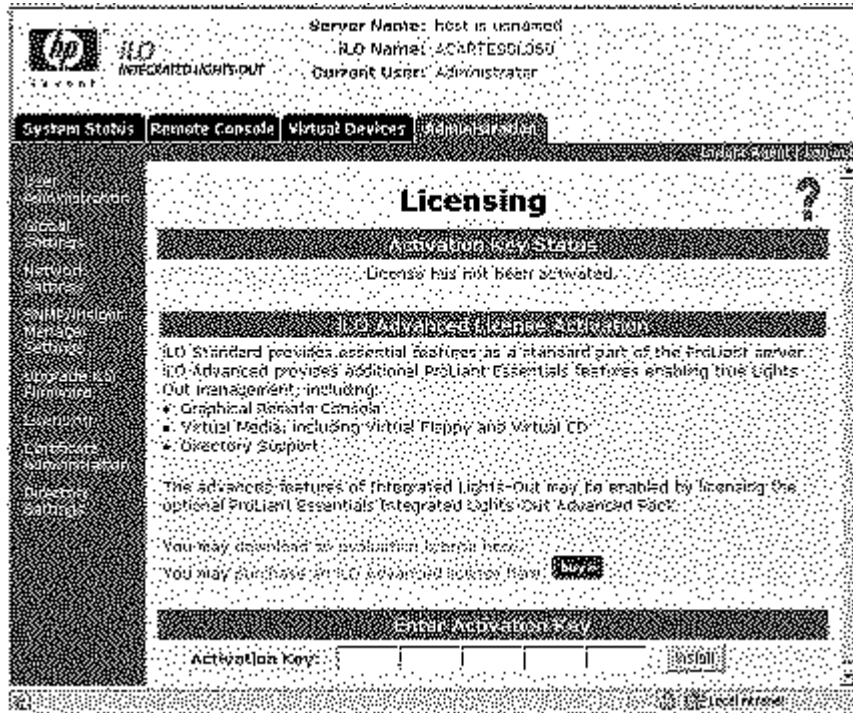 Server Name: host is unnamed
hp
invent
iLO
INTEGRATED LIGHTS-OUT
iLO Name:
Current User: Administrator
System Status
Remote Console
Virtual Devices
Administration
User
Administration
Global
Settings
Network
Settings
SNMP/Insight
Manager
Settings
Upgrade iLO
Firmware
Licensing
Certificate
Administration
Directory
Settings
Licensing
?
Activation Key Status
License has not been activated.
iLO Advanced License Activation
iLO Standard provides essential features as a standard part of the ProLiant server.
iLO Advanced provides additional ProLiant Essentials features enabling true Lights-
Out management, including:
• Graphical Remote Console
• Virtual Media, including Virtual Floppy and Virtual CD
• Directory Support
The advanced features of Integrated Lights-Out may be enabled by licensing the
optional ProLiant Essentials Integrated Lights-Out Advanced Pack.
You may download an evaluation license here.
You may purchase an iLO Advanced license here.
Enter Activation Key
Activation Key:
Install
Local intranet